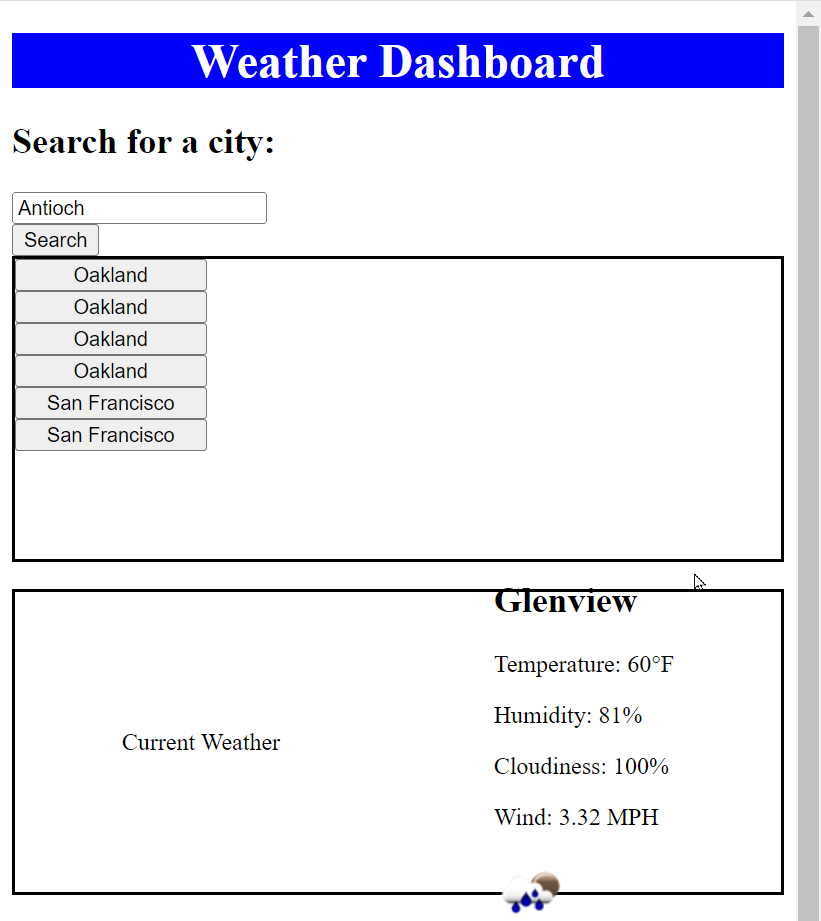 Weather Dashboard
Search for a city:
Antioch
Search
Oakland
Oakland
Oakland
Oakland
San Francisco
San Francisco
Glenview
Temperature: 60°F
Humidity: 81%
Current Weather
Cloudiness: 100%
Wind: 3.32 MPH